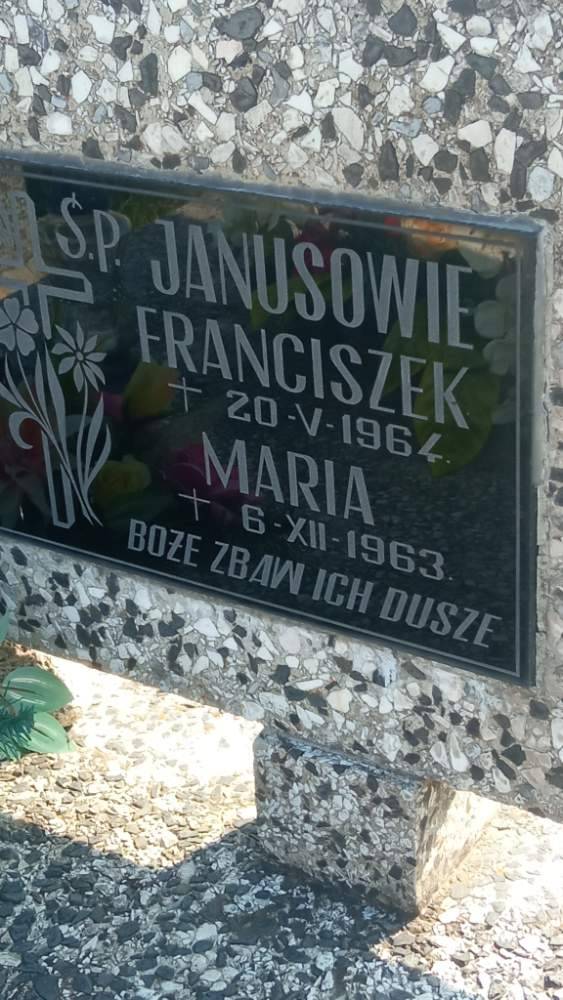 Ś.P. JANUSOWIE
FRANCISZEK
† 20-V-1964.
MARIA
† 6-XII-1963.
BOŻE ZBAW ICH DUSZE